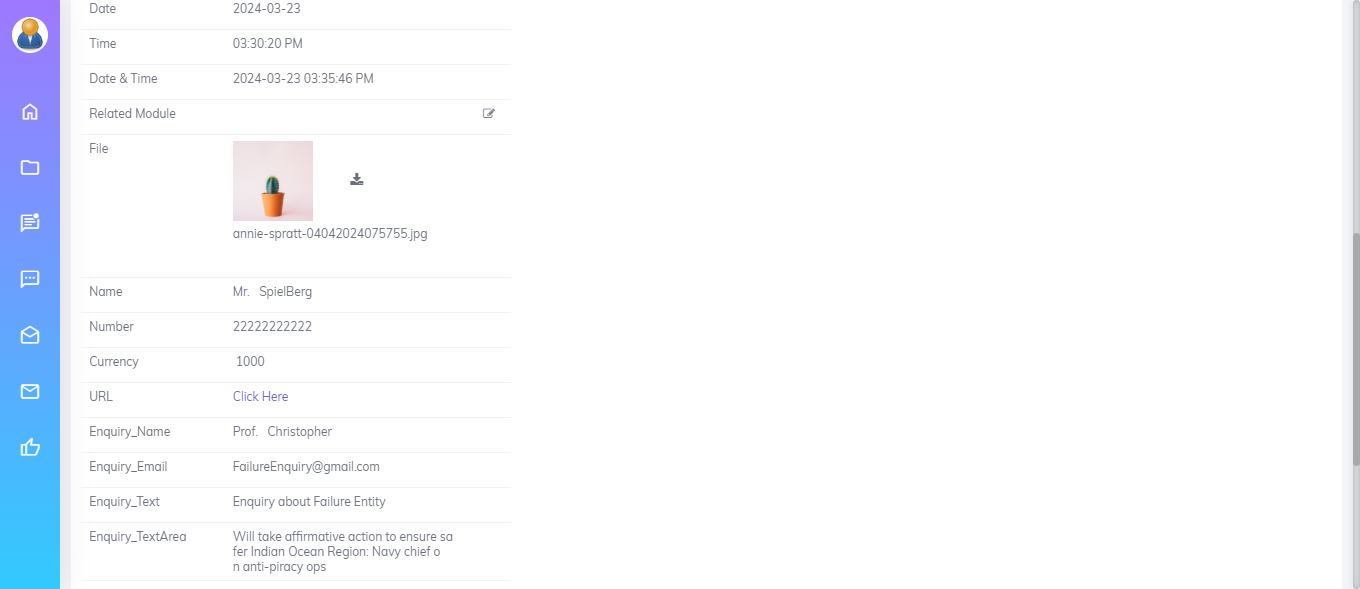 Date 2024-03-23
Time 03:30:20 PM
Date & Time 2024-03-23 03:35:46 PM
Related Module
File
annie-spratt-04042024075755.jpg
Name Mr. SpielBerg
Number 22222222222
Currency 1000
URL Click Here
Enquiry_Name Prof. Christopher
Enquiry_Email FailureEnquiry@gmail.com
Enquiry_Text Enquiry about Failure Entity
Enquiry_TextArea Will take affirmative action to ensure sa
fer Indian Ocean Region: Navy chief o
n anti-piracy ops